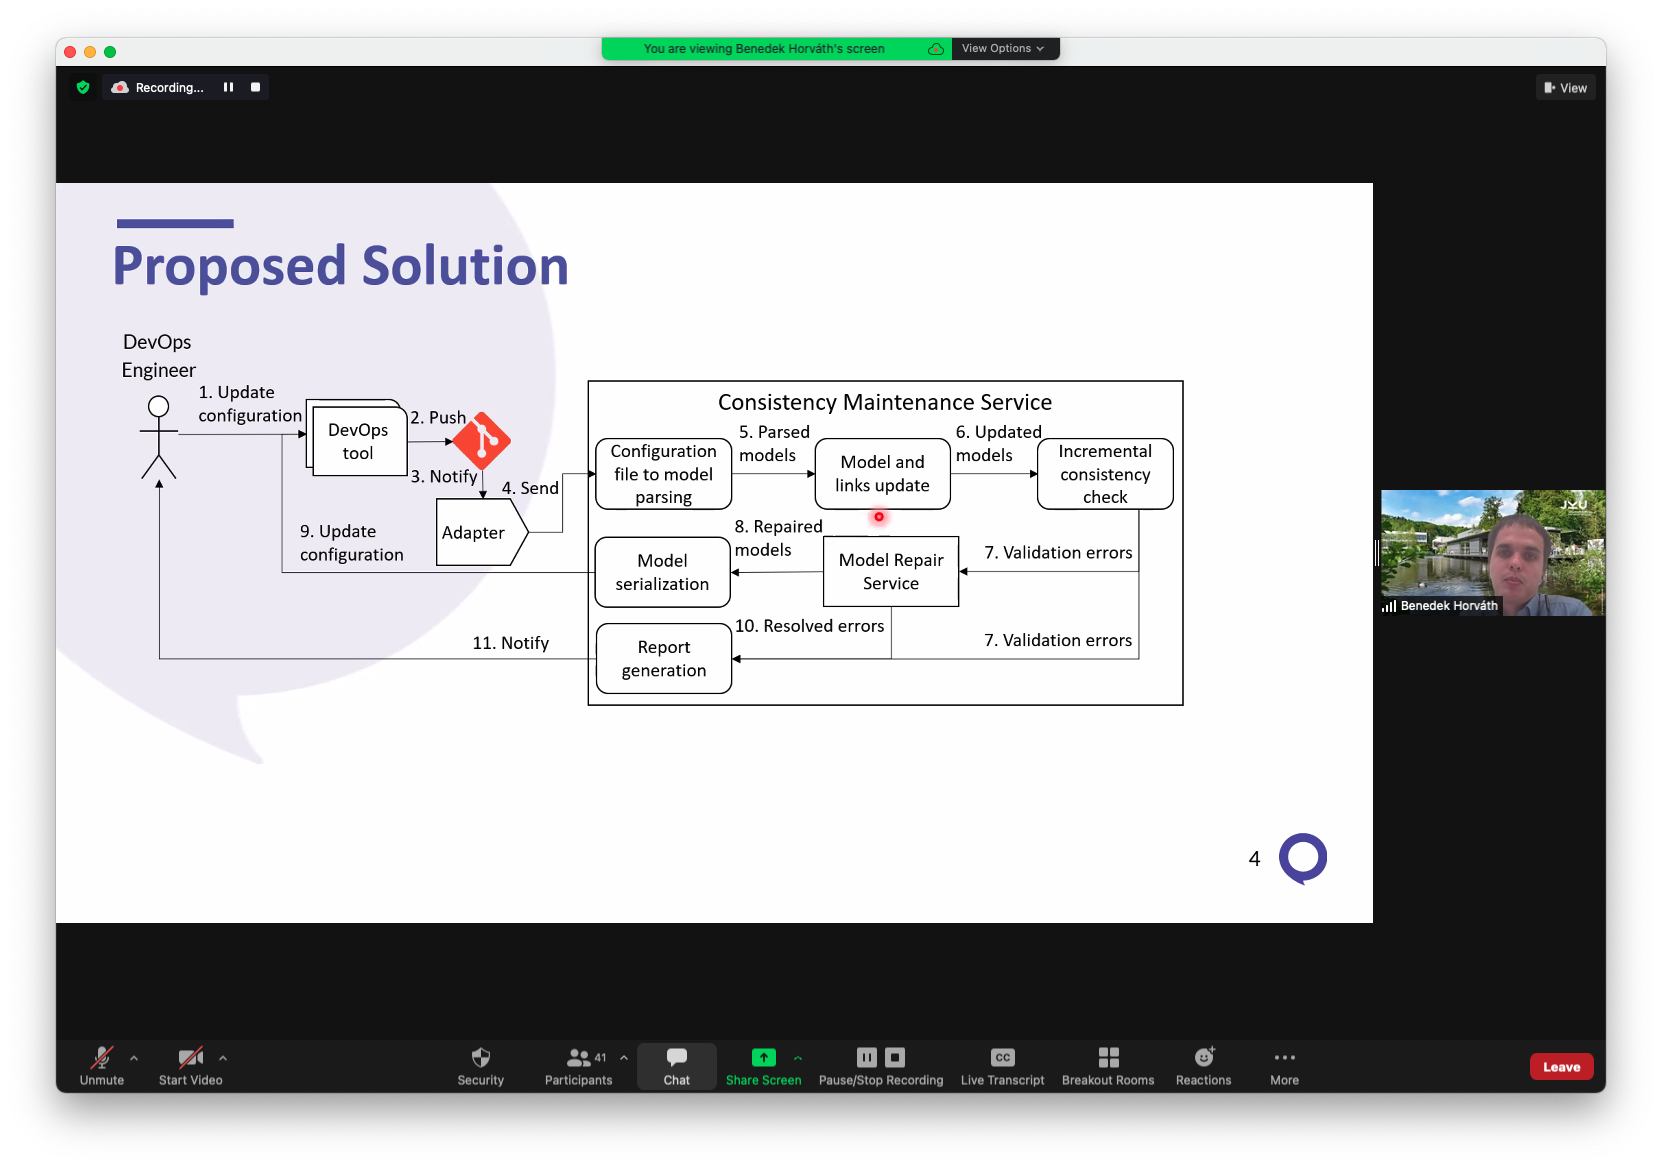 You are viewing Benedek Horváth's screen
View Options
Recording...
View
Proposed Solution
DevOps
Engineer
1. Update
configuration
DevOps
tool
2. Push
3. Notify
4. Send
Adapter
9. Update
configuration
11. Notify
Consistency Maintenance Service
Configuration
file to model
parsing
5. Parsed
models
Model and
links update
6. Updated
models
Incremental
consistency
check
8. Repaired
models
Model
serialization
Model Repair
Service
7. Validation errors
10. Resolved errors
7. Validation errors
Report
generation
4
JKU
Benedek Horváth
Unmute
Start Video
Security
41
Participants
Chat
Share Screen
Pause/Stop Recording
CC
Live Transcript
Breakout Rooms
Reactions
More
Leave